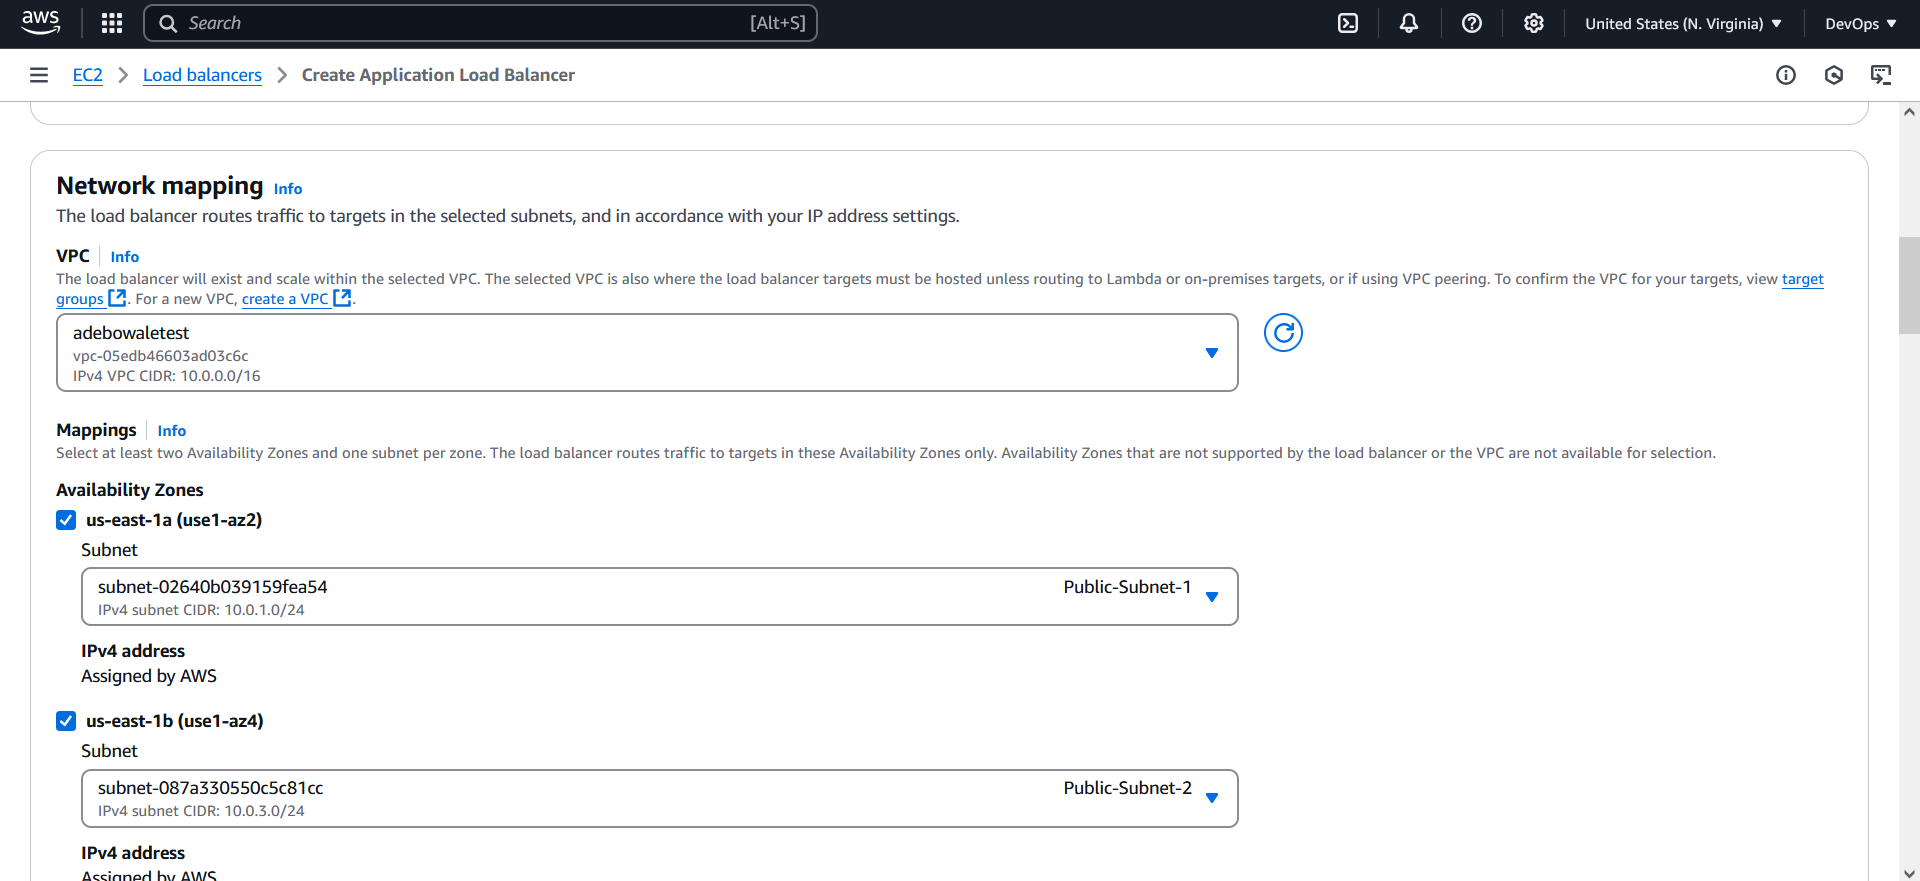 aws
Search [Alt+S]
United States (N. Virginia) DevOps
EC2 Load balancers Create Application Load Balancer
Network mapping Info
The load balancer routes traffic to targets in the selected subnets, and in accordance with your IP address settings.
VPC Info
The load balancer will exist and scale within the selected VPC. The selected VPC is also where the load balancer targets must be hosted unless routing to Lambda or on-premises targets, or if using VPC peering. To confirm the VPC for your targets, view target
groups. For a new VPC, create a VPC.
adebowaletest
vpc-05edb46603ad03c6c
IPv4 VPC CIDR: 10.0.0.0/16
Mappings Info
Select at least two Availability Zones and one subnet per zone. The load balancer routes traffic to targets in these Availability Zones only. Availability Zones that are not supported by the load balancer or the VPC are not available for selection.
Availability Zones
us-east-1a (use1-az2)
Subnet
subnet-02640b039159fea54 Public-Subnet-1
IPv4 subnet CIDR: 10.0.1.0/24
IPv4 address
Assigned by AWS
us-east-1b (use1-az4)
Subnet
subnet-087a330550c5c81cc Public-Subnet-2
IPv4 subnet CIDR: 10.0.3.0/24
IPv4 address
Assigned by AWS